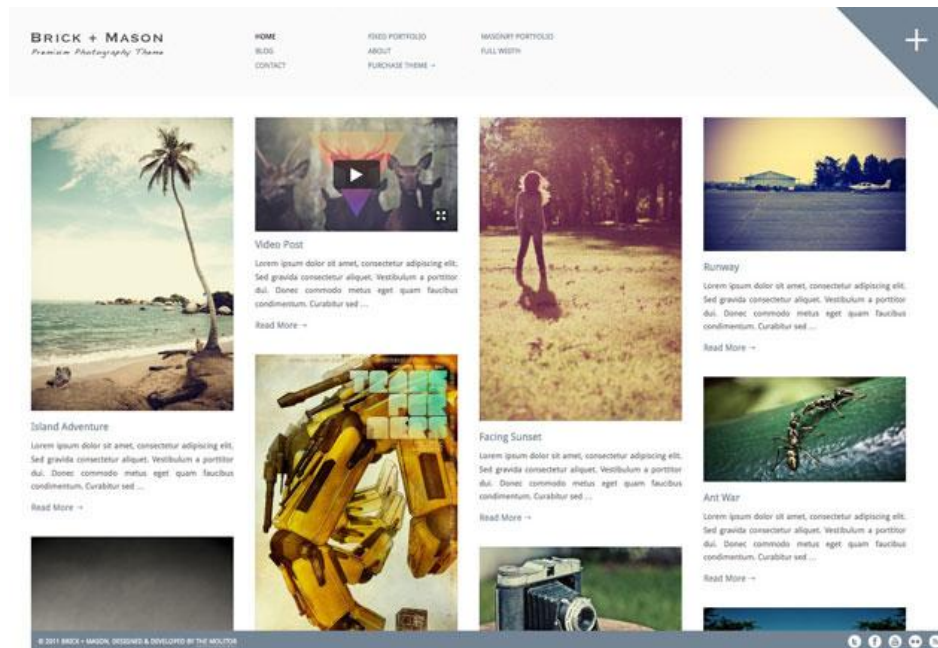 BRICK + MASON
Premium Photography Theme
HOME
BLOG
CONTACT
FIXED PORTFOLIO
ABOUT
PURCHASE THEME →
MASONRY PORTFOLIO
FULL WIDTH
+
Island Adventure
Lorem ipsum dolor sit amet, consectetur adipiscing elit.
Sed gravida consectetur aliquet. Vestibulum a porttitor
dui. Donec commodo metus eget quam faucibus
condimentum. Curabitur sed ...
Read More →
Video Post
Lorem ipsum dolor sit amet, consectetur adipiscing elit.
Sed gravida consectetur aliquet. Vestibulum a porttitor
dui. Donec commodo metus eget quam faucibus
condimentum. Curabitur sed ...
Read More →
TRANS
FOR
MERS
Facing Sunset
Lorem ipsum dolor sit amet, consectetur adipiscing elit.
Sed gravida consectetur aliquet. Vestibulum a porttitor
dui. Donec commodo metus eget quam faucibus
condimentum. Curabitur sed ...
Read More →
Runway
Lorem ipsum dolor sit amet, consectetur adipiscing elit.
Sed gravida consectetur aliquet. Vestibulum a porttitor
dui. Donec commodo metus eget quam faucibus
condimentum. Curabitur sed ...
Read More →
Ant War
Lorem ipsum dolor sit amet, consectetur adipiscing elit.
Sed gravida consectetur aliquet. Vestibulum a porttitor
dui. Donec commodo metus eget quam faucibus
condimentum. Curabitur sed ...
Read More →
© 2011 BRICK + MASON. DESIGNED & DEVELOPED BY THE MOLITOR